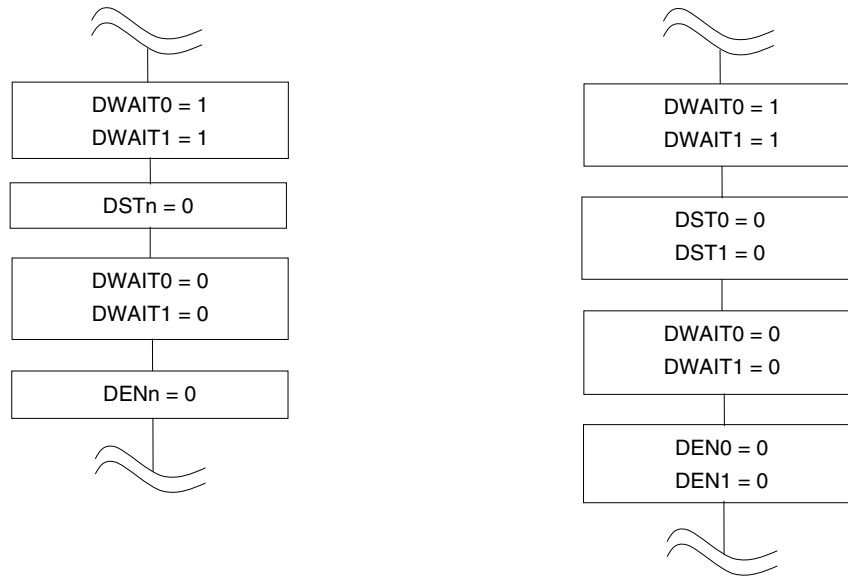 DWAIT0 = 1
DWAIT1 = 1
DSTn = 0
DWAIT0 = 0
DWAIT1 = 0
DENn = 0
DWAIT0 = 1
DWAIT1 = 1
DST0 = 0
DST1 = 0
DWAIT0 = 0
DWAIT1 = 0
DEN0 = 0
DEN1 = 0